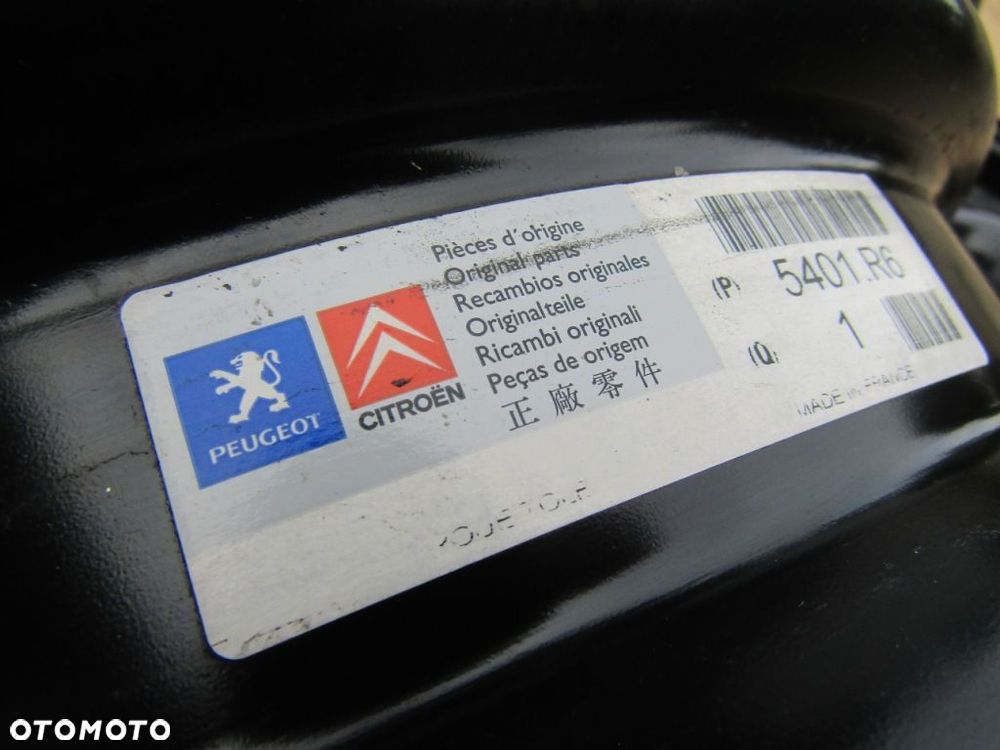 Pièces d'origine
Original parts
Recambios originales
Originalteile
Ricambi originali
Peças de origem
正廠零件
PEUGEOT
CITROËN
(P) 5401.R6
(Q) 1
MADE IN FRANCE
OTOMOTO